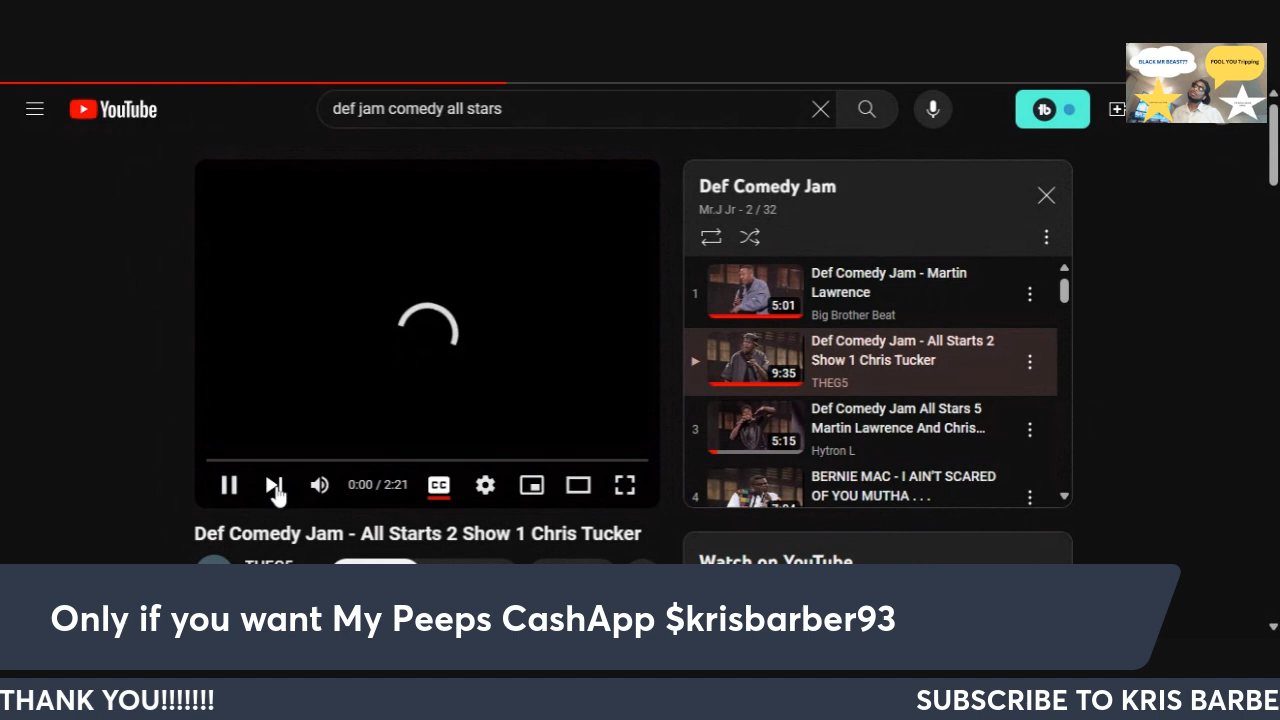 YouTube
def jam comedy all stars
BLACK MR BEAST??
FOOL YOU Tripping
Def Comedy Jam
Mr.J Jr - 2 / 32
1
Def Comedy Jam - Martin
Lawrence
5:01
Big Brother Beat
Def Comedy Jam - All Starts 2
Show 1 Chris Tucker
9:35
THEG5
3
Def Comedy Jam All Stars 5
Martin Lawrence And Chris...
5:15
Hytron L
4
BERNIE MAC - I AIN'T SCARED
OF YOU MUTHA . . .
0:00 / 2:21
CC
Def Comedy Jam - All Starts 2 Show 1 Chris Tucker
THEG5
Watch on YouTube
Only if you want My Peeps CashApp $krisbarber93
THANK YOU!!!!!!!
SUBSCRIBE TO KRIS BARBE